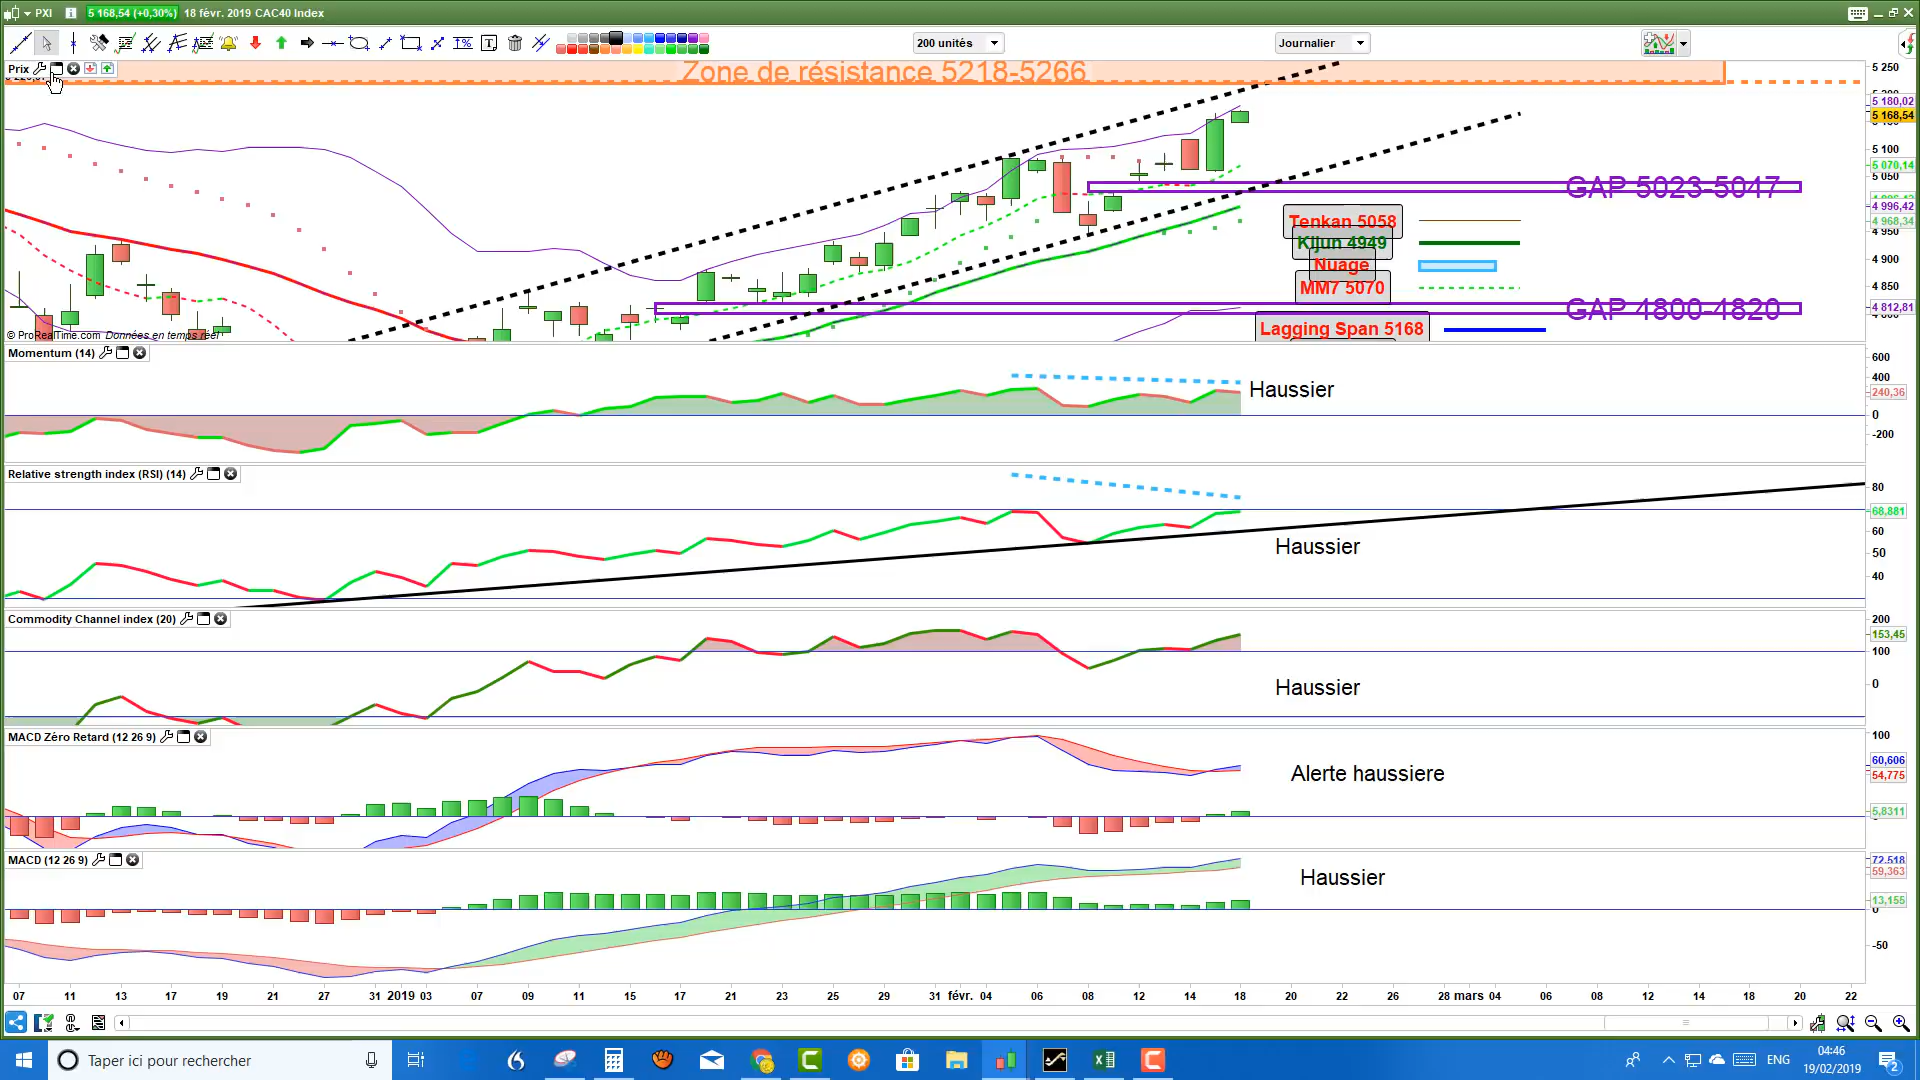 PXI 5 168,54 (+0,30%) 18 févr. 2019 CAC40 Index
200 unités
Journalier
Prix
Zone de résistance 5218-5266
5 250
5 180,02
5 168,54
5 100
5 070,14
5 050
4 996,42
4 968,34
4 950
4 900
4 850
4 812,81
GAP 5023-5047
Tenkan 5058
Kijun 4949
Nuage
MM7 5070
GAP 4800-4820
Lagging Span 5168
© ProRealTime.com Données en temps réel
Momentum (14)
Haussier
600
400
240,36
0
-200
Relative strength index (RSI) (14)
Haussier
80
68,881
60
50
40
Commodity Channel index (20)
Haussier
200
153,45
100
0
MACD Zéro Retard (12 26 9)
Alerte haussiere
100
60,606
54,775
5,8311
MACD (12 26 9)
Haussier
72,518
59,363
13,155
0
-50
07 11 13 17 19 21 27 31 2019 03 07 09 11 15 17 21 23 25 29 31 févr. 04 06 08 12 14 18 20 22 26 28 mars 04 06 08 12 14 18 20 22
Taper ici pour rechercher
ENG
04:46
19/02/2019
2